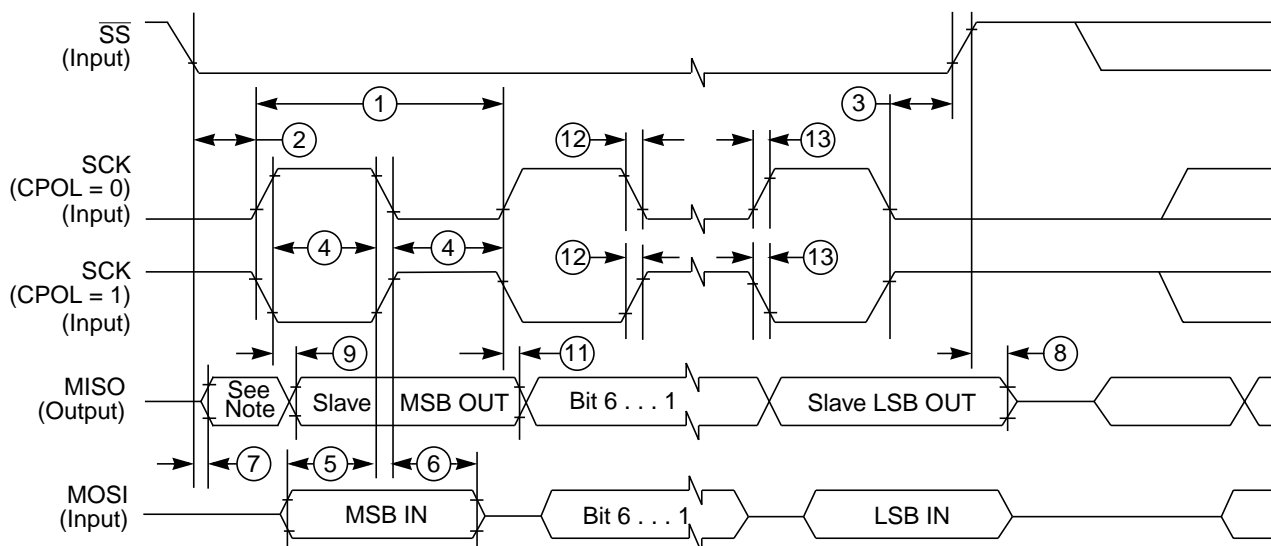 SS
(Input)
1
3
2
12
13
SCK
(CPOL = 0)
(Input)
4
4
SCK
(CPOL = 1)
(Input)
12
13
9
11
8
MISO
(Output)
See
Note
Slave
MSB OUT
Bit 6 . . . 1
Slave LSB OUT
7
5
6
MOSI
(Input)
MSB IN
Bit 6 . . . 1
LSB IN